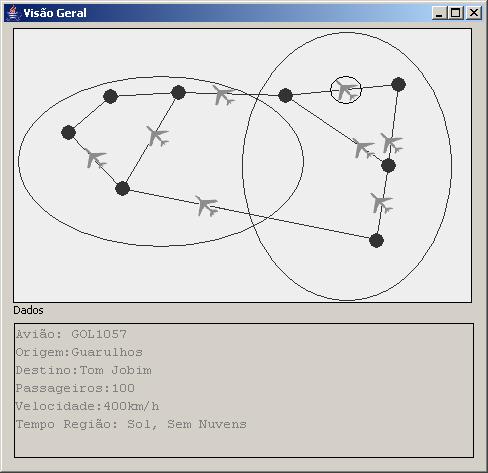 Visão Geral
Dados
Avião: GOL1057
Origem:Guarulhos
Destino:Tom Jobim
Passageiros:100
Velocidade:400km/h
Tempo Região: Sol, Sem Nuvens